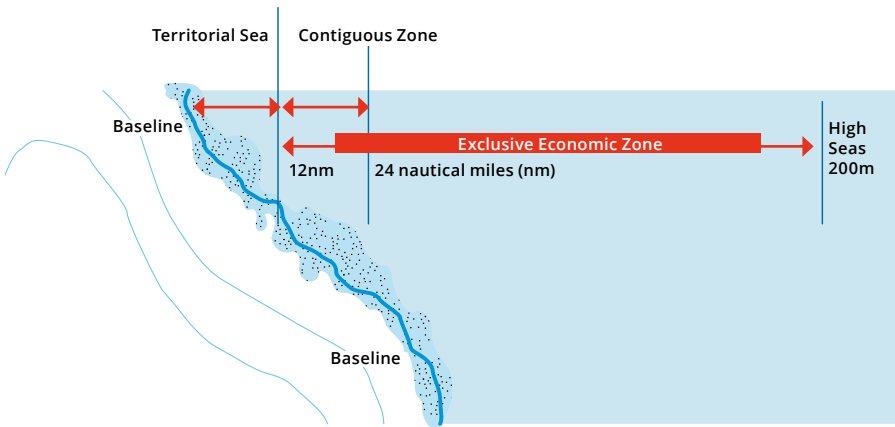 Territorial Sea
Contiguous Zone
Baseline
Exclusive Economic Zone
High
Seas
200m
12nm
24 nautical miles (nm)
Baseline